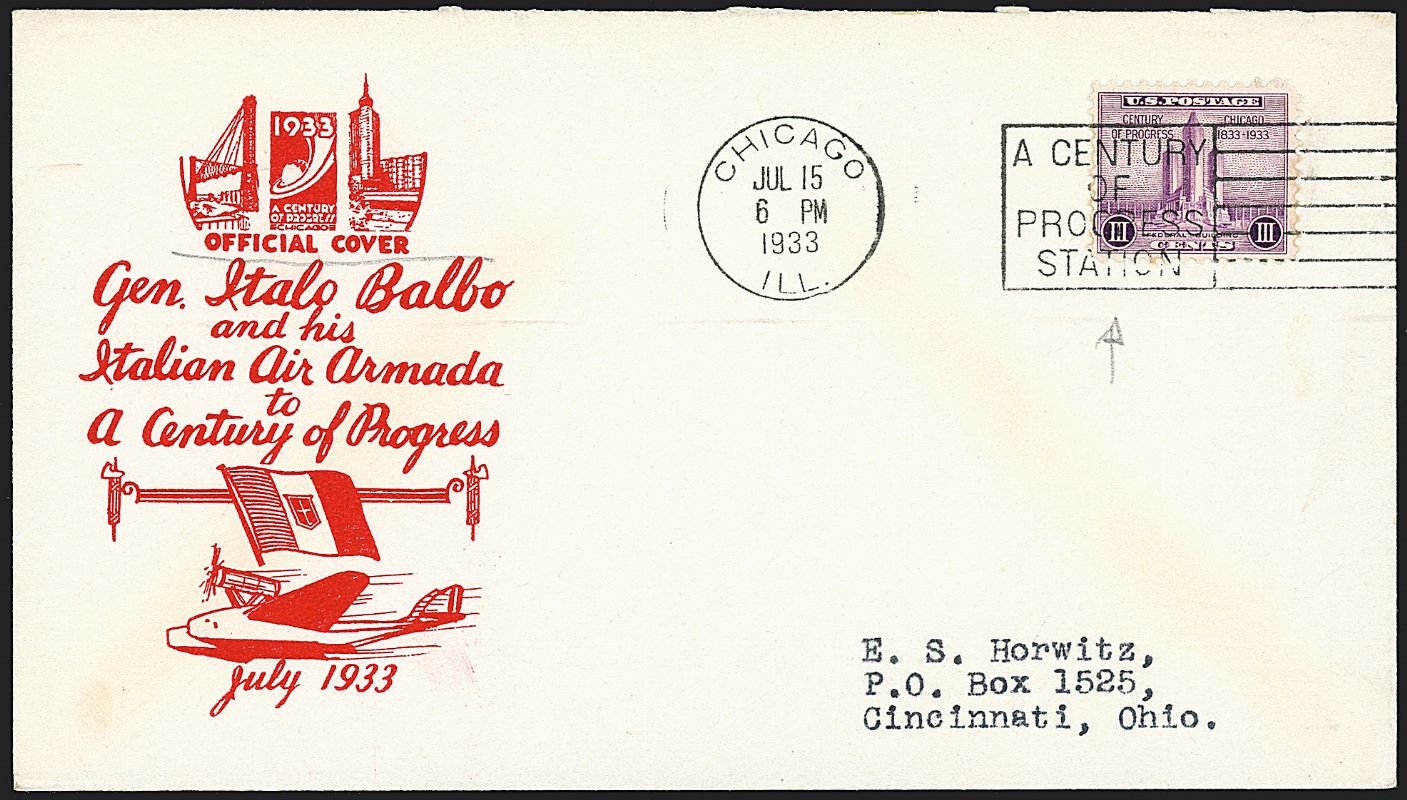 1933
A CENTURY
OF PROGRESS
CHICAGO
OFFICIAL COVER
Gen. Italo Balbo
and his
Italian Air Armada
to
A Century of Progress
July 1933
CHICAGO
JUL 15
6 PM
1933
ILL.
A CENTURY
OF
PROGRESS
STATION
U.S. POSTAGE
CENTURY CHICAGO
OF PROGRESS 1833-1933
III III
FEDERAL BUILDING
CENTS
E. S. Horwitz,
P.O. Box 1525,
Cincinnati, Ohio.